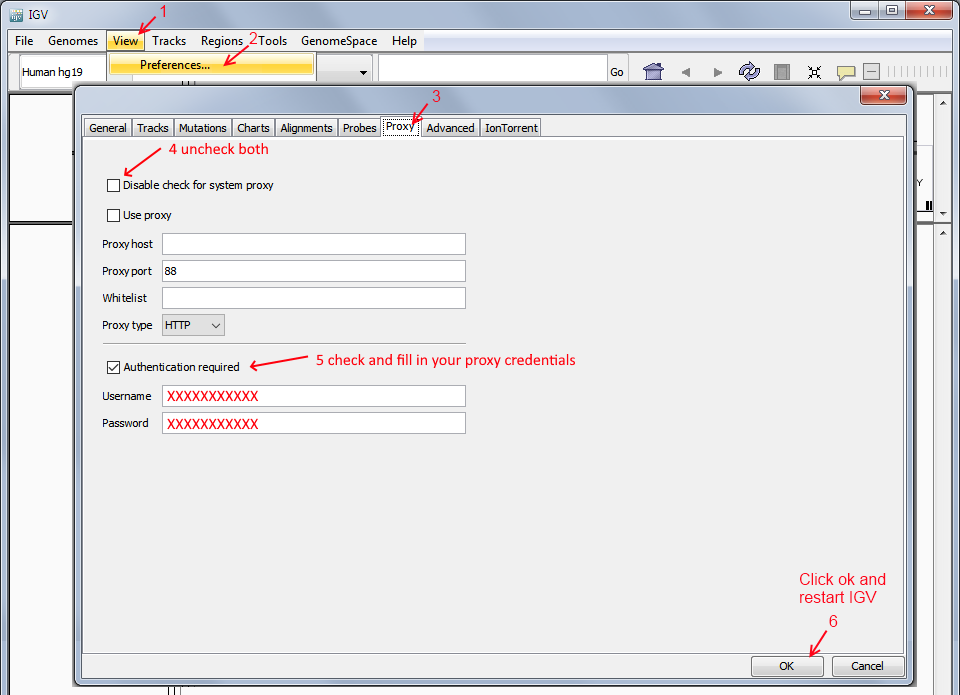 IGV
1
File Genomes View Tracks Regions Tools GenomeSpace Help
2
Human hg19 Preferences... Go
3
General Tracks Mutations Charts Alignments Probes Proxy Advanced IonTorrent
4 uncheck both
Disable check for system proxy
Y
Use proxy
Proxy host
Proxy port 88
Whitelist
Proxy type HTTP
Authentication required 5 check and fill in your proxy credentials
Username XXXXXXXXXXX
Password XXXXXXXXXXX
Click ok and
restart IGV
6
OK Cancel